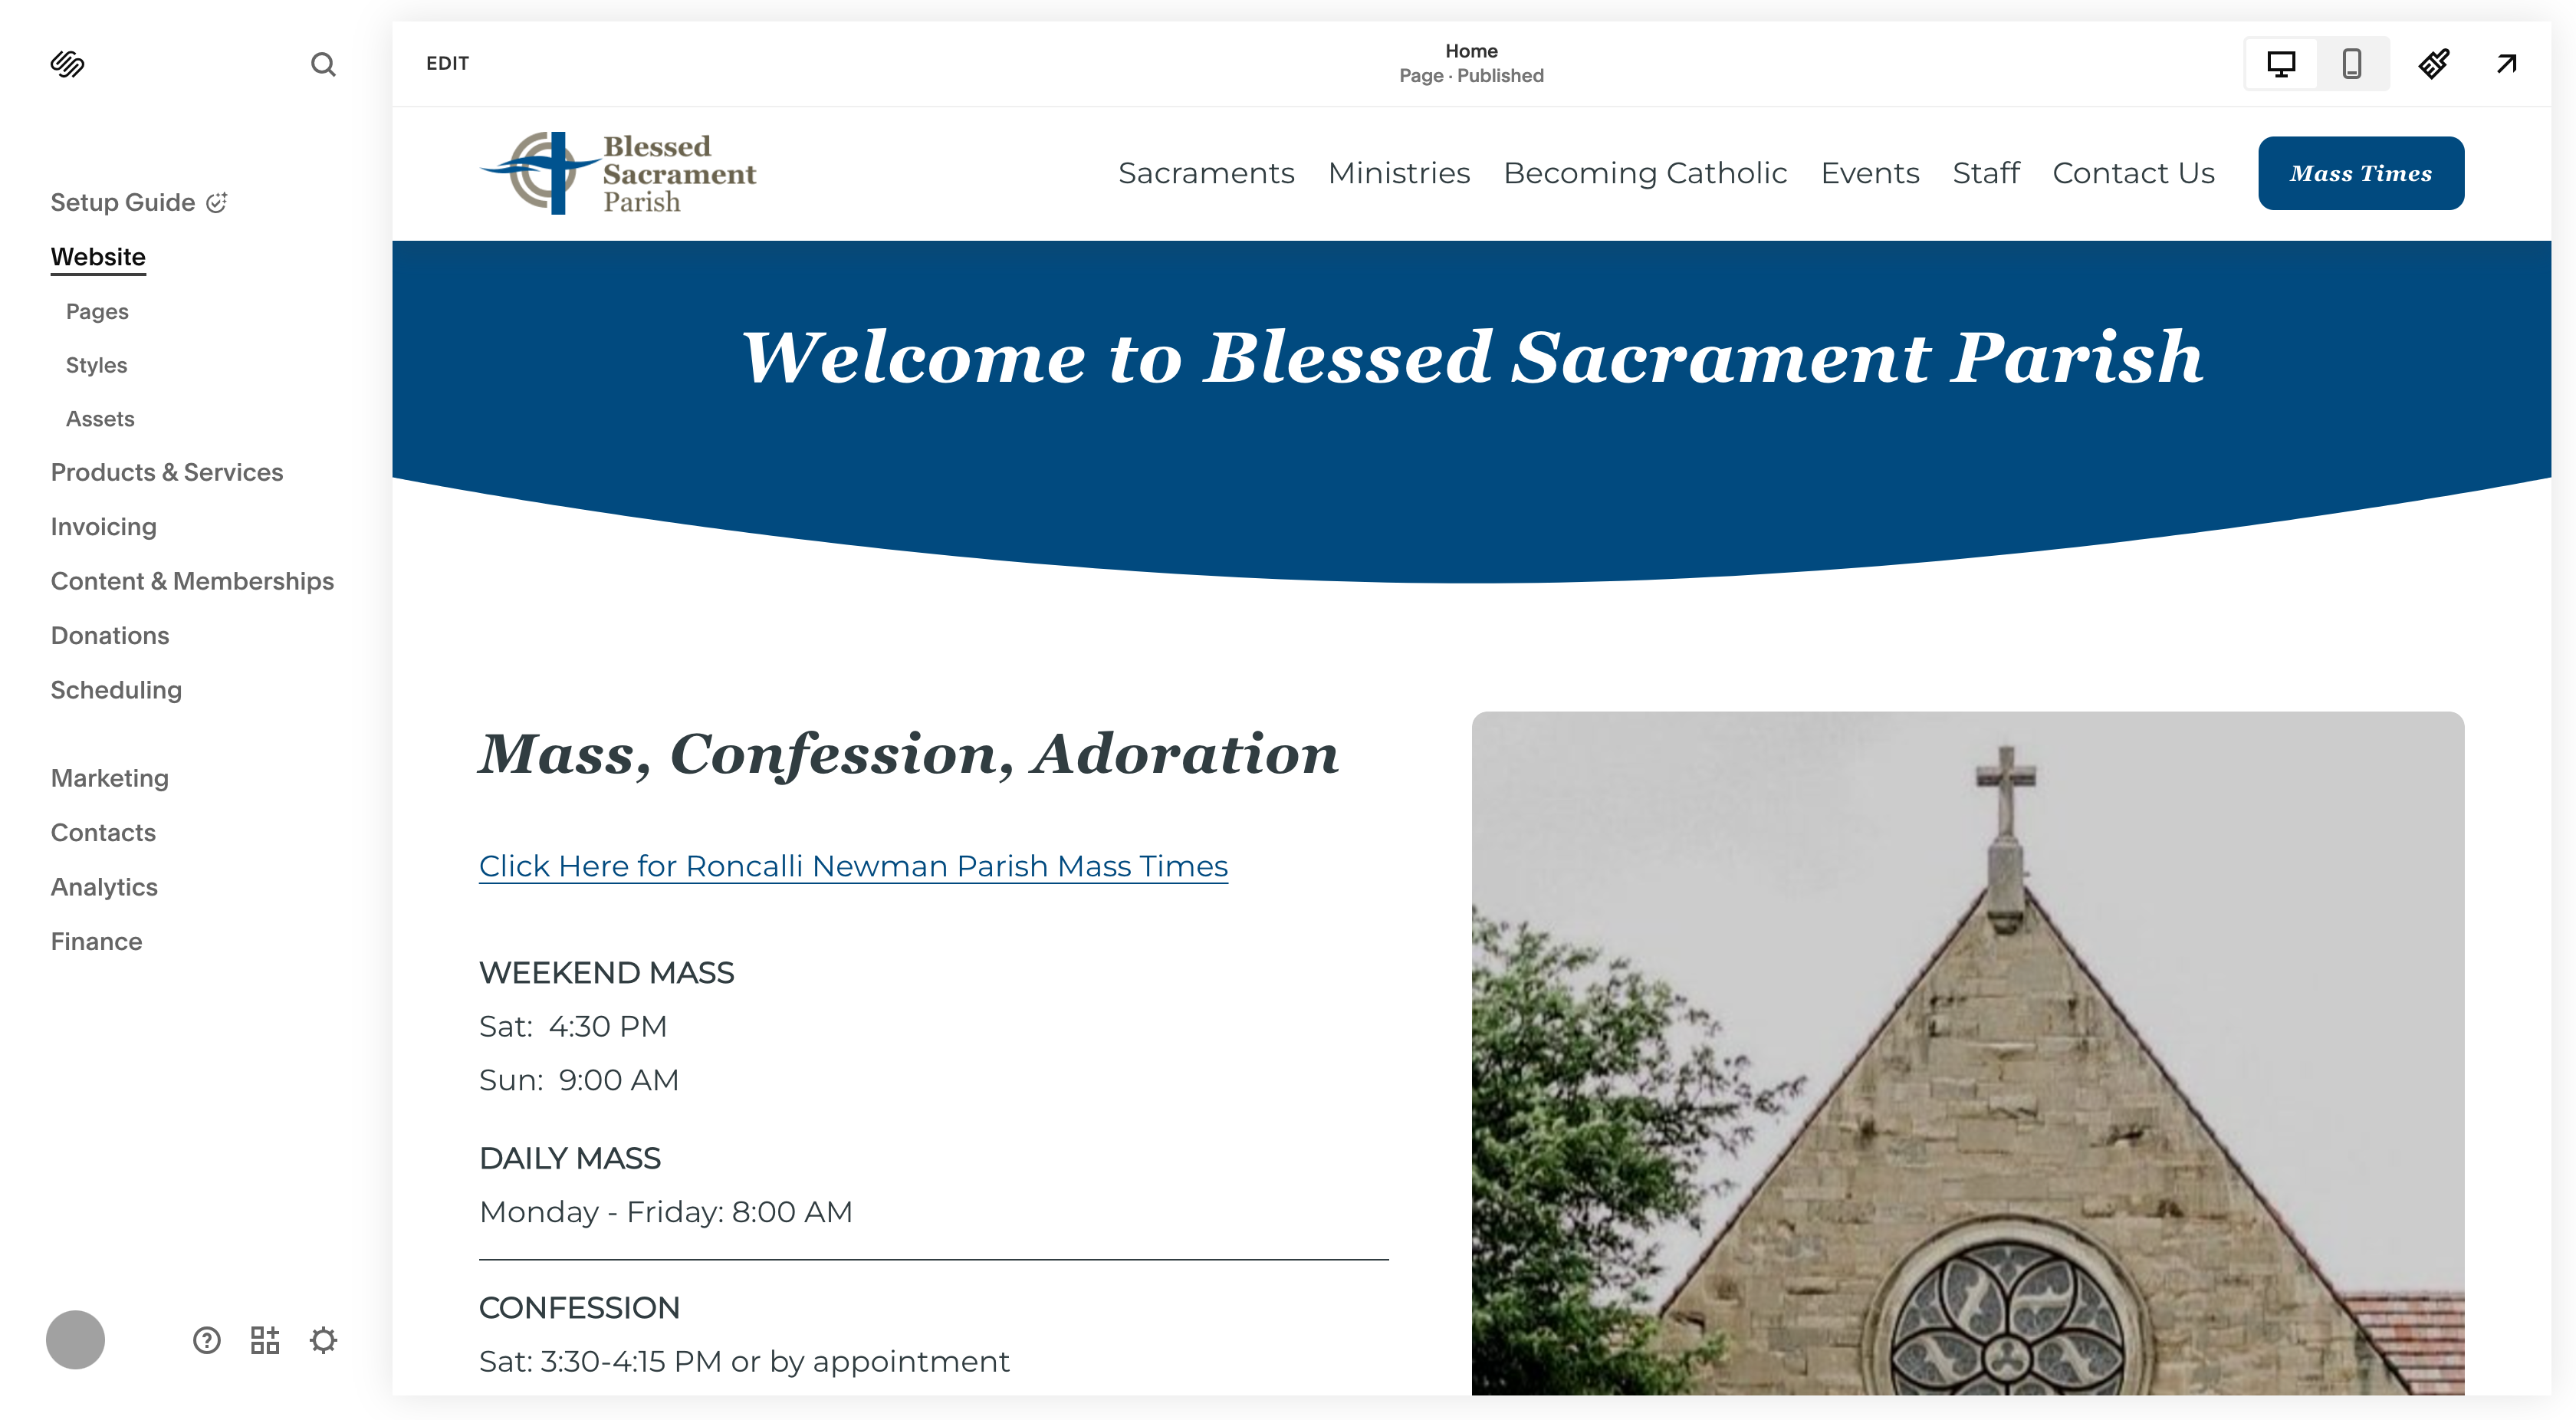 EDIT
Home
Page · Published
Setup Guide
Website
Pages
Styles
Assets
Products & Services
Invoicing
Content & Memberships
Donations
Scheduling
Marketing
Contacts
Analytics
Finance
Blessed
Sacrament
Parish
Sacraments Ministries Becoming Catholic Events Staff Contact Us Mass Times
Welcome to Blessed Sacrament Parish
Mass, Confession, Adoration
Click Here for Roncalli Newman Parish Mass Times
WEEKEND MASS
Sat: 4:30 PM
Sun: 9:00 AM
DAILY MASS
Monday - Friday: 8:00 AM
CONFESSION
Sat: 3:30-4:15 PM or by appointment